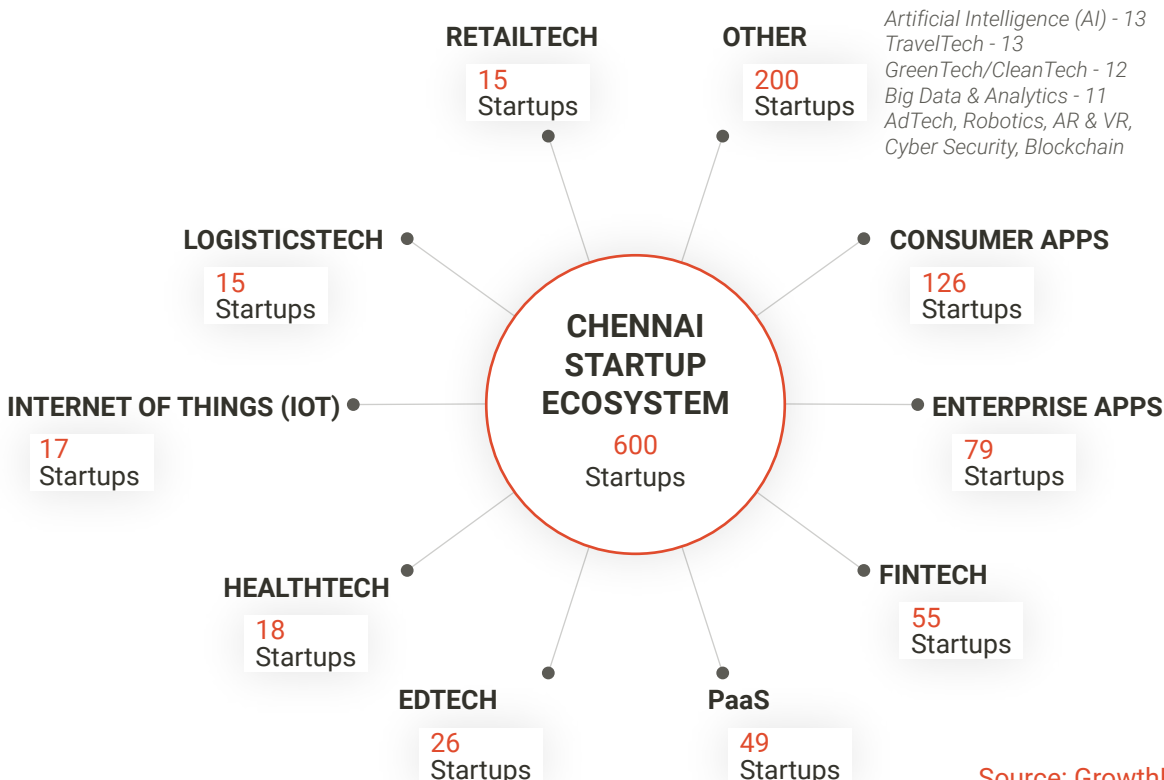 RETAILTECH
15
Startups
OTHER
200
Startups
Artificial Intelligence (AI) - 13
TravelTech - 13
GreenTech/CleanTech - 12
Big Data & Analytics - 11
AdTech, Robotics, AR & VR,
Cyber Security, Blockchain
LOGISTICSTECH
15
Startups
CONSUMER APPS
126
Startups
CHENNAI
STARTUP
ECOSYSTEM
600
Startups
INTERNET OF THINGS (IOT)
17
Startups
ENTERPRISE APPS
79
Startups
HEALTHTECH
18
Startups
FINTECH
55
Startups
EDTECH
26
Startups
PaaS
49
Startups
Source: